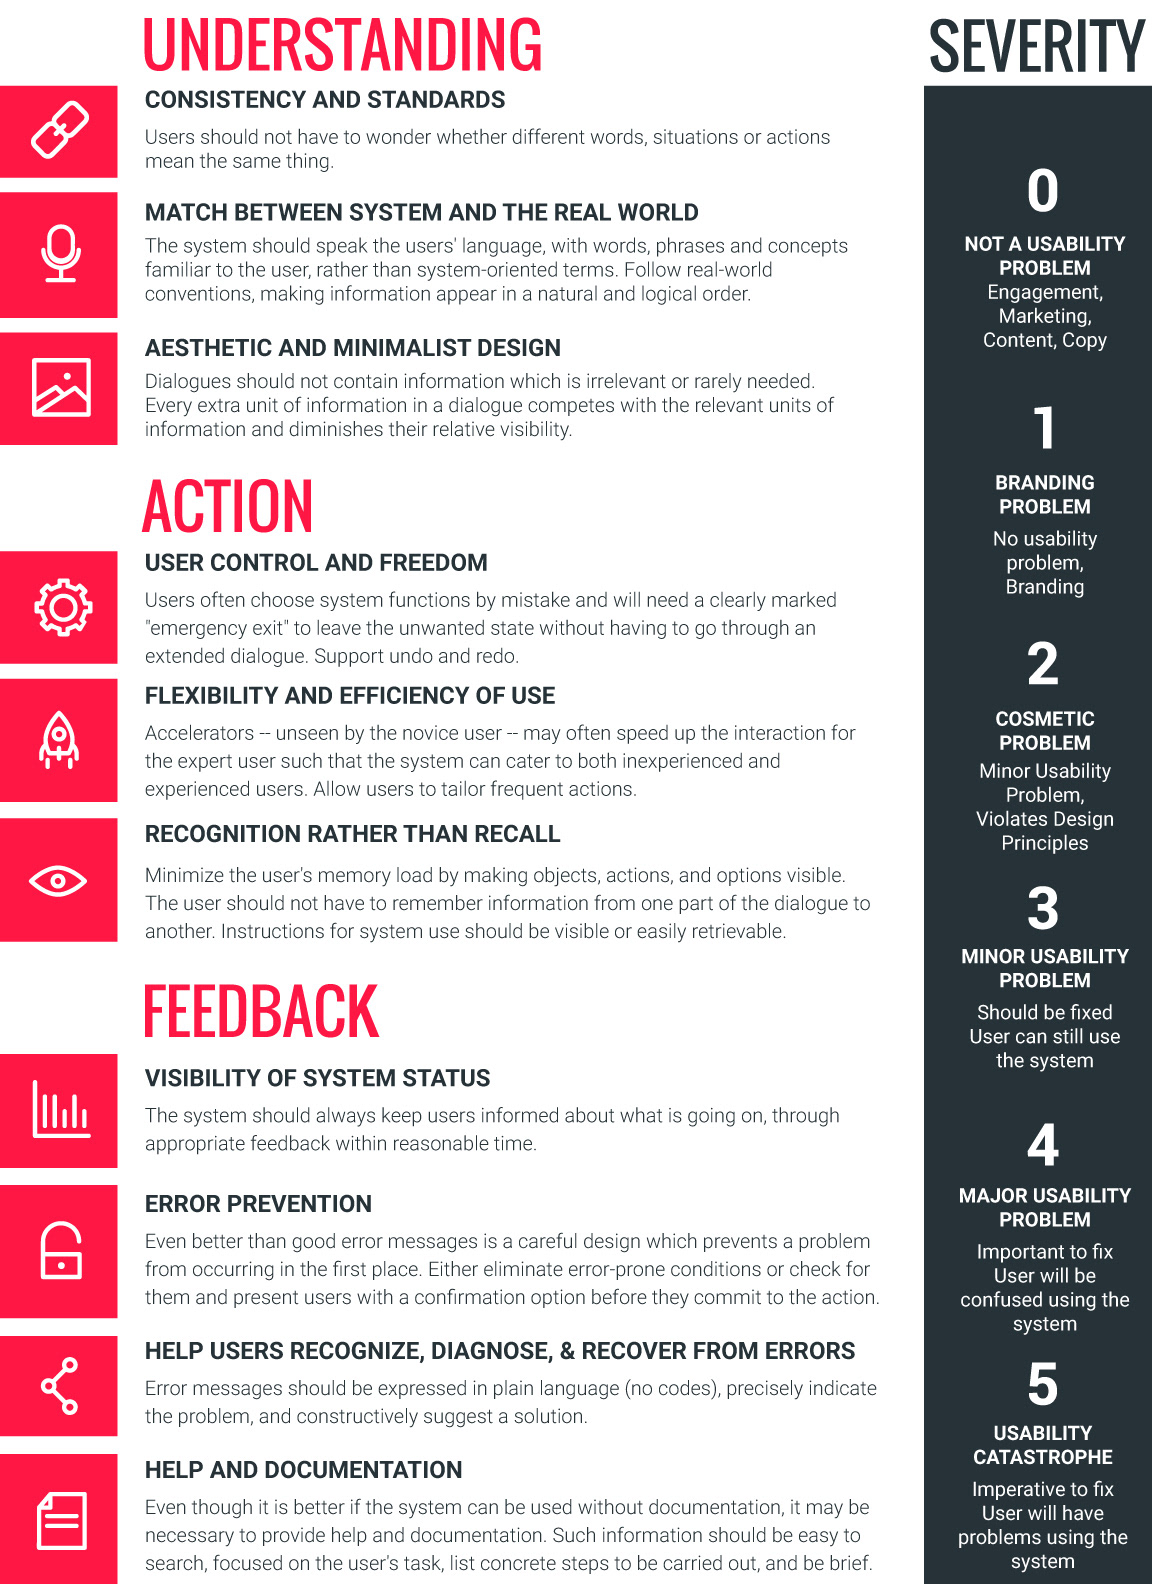 UNDERSTANDING
CONSISTENCY AND STANDARDS
Users should not have to wonder whether different words, situations or actions
mean the same thing.
MATCH BETWEEN SYSTEM AND THE REAL WORLD
The system should speak the users' language, with words, phrases and concepts
familiar to the user, rather than system-oriented terms. Follow real-world
conventions, making information appear in a natural and logical order.
AESTHETIC AND MINIMALIST DESIGN
Dialogues should not contain information which is irrelevant or rarely needed.
Every extra unit of information in a dialogue competes with the relevant units of
information and diminishes their relative visibility.
ACTION
USER CONTROL AND FREEDOM
Users often choose system functions by mistake and will need a clearly marked
"emergency exit" to leave the unwanted state without having to go through an
extended dialogue. Support undo and redo.
FLEXIBILITY AND EFFICIENCY OF USE
Accelerators -- unseen by the novice user -- may often speed up the interaction for
the expert user such that the system can cater to both inexperienced and
experienced users. Allow users to tailor frequent actions.
RECOGNITION RATHER THAN RECALL
Minimize the user's memory load by making objects, actions, and options visible.
The user should not have to remember information from one part of the dialogue to
another. Instructions for system use should be visible or easily retrievable.
FEEDBACK
VISIBILITY OF SYSTEM STATUS
The system should always keep users informed about what is going on, through
appropriate feedback within reasonable time.
ERROR PREVENTION
Even better than good error messages is a careful design which prevents a problem
from occurring in the first place. Either eliminate error-prone conditions or check for
them and present users with a confirmation option before they commit to the action.
HELP USERS RECOGNIZE, DIAGNOSE, & RECOVER FROM ERRORS
Error messages should be expressed in plain language (no codes), precisely indicate
the problem, and constructively suggest a solution.
HELP AND DOCUMENTATION
Even though it is better if the system can be used without documentation, it may be
necessary to provide help and documentation. Such information should be easy to
search, focused on the user's task, list concrete steps to be carried out, and be brief.
SEVERITY
0
NOT A USABILITY
PROBLEM
Engagement,
Marketing,
Content, Copy
1
BRANDING
PROBLEM
No usability
problem,
Branding
2
COSMETIC
PROBLEM
Minor Usability
Problem,
Violates Design
Principles
3
MINOR USABILITY
PROBLEM
Should be fixed
User can still use
the system
4
MAJOR USABILITY
PROBLEM
Important to fix
User will be
confused using the
system
5
USABILITY
CATASTROPHE
Imperative to fix
User will have
problems using the
system